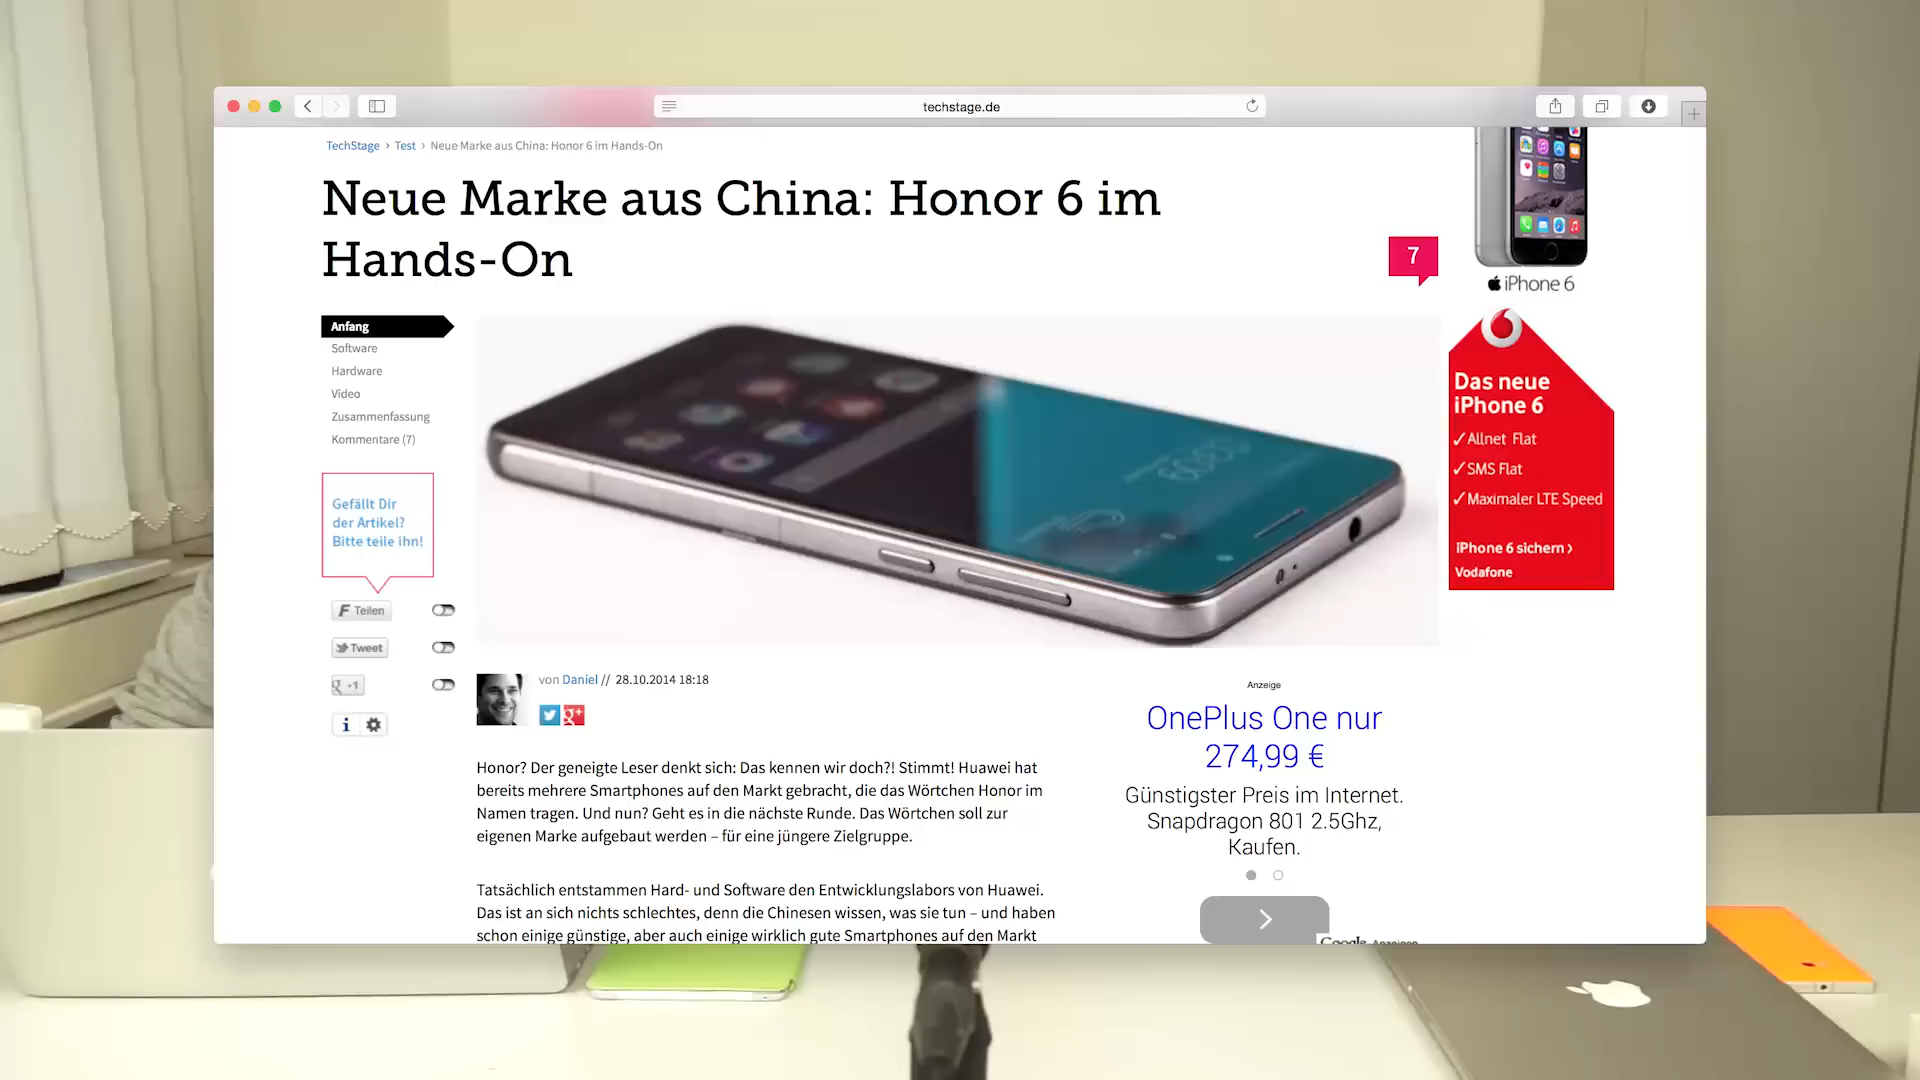 techstage.de
TechStage › Test › Neue Marke aus China: Honor 6 im Hands-On
Neue Marke aus China: Honor 6 im
Hands-On
7
iPhone 6
Anfang
Software
Hardware
Video
Zusammenfassung
Kommentare (7)
Gefällt Dir
der Artikel?
Bitte teile ihn!
Teilen
Tweet
+1
Das neue
iPhone 6
✓Allnet Flat
✓SMS Flat
✓Maximaler LTE Speed
iPhone 6 sichern ›
Vodafone
von Daniel // 28.10.2014 18:18
Honor? Der geneigte Leser denkt sich: Das kennen wir doch?! Stimmt! Huawei hat
bereits mehrere Smartphones auf den Markt gebracht, die das Wörtchen Honor im
Namen tragen. Und nun? Geht es in die nächste Runde. Das Wörtchen soll zur
eigenen Marke aufgebaut werden – für eine jüngere Zielgruppe.
Tatsächlich entstammen Hard- und Software den Entwicklungslabors von Huawei.
Das ist an sich nichts schlechtes, denn die Chinesen wissen, was sie tun – und haben
schon einige günstige, aber auch einige wirklich gute Smartphones auf den Markt
Anzeige
OnePlus One nur
274,99 €
Günstigster Preis im Internet.
Snapdragon 801 2.5Ghz,
Kaufen.
Google Anzeigen